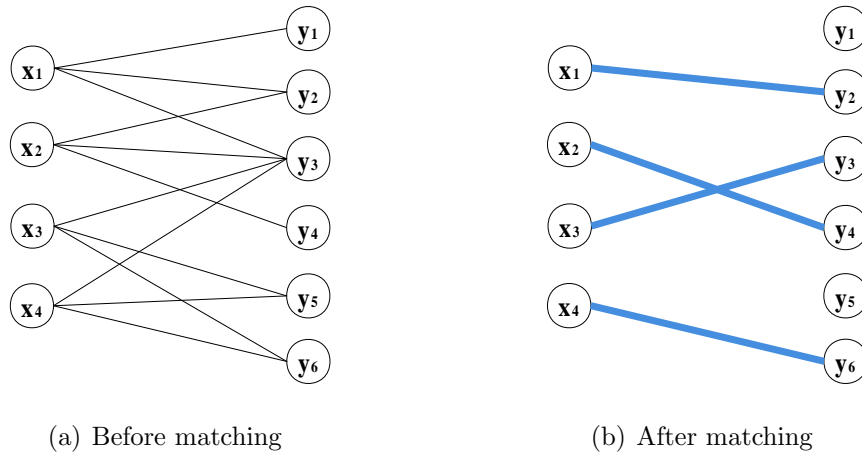 x1
x2
x3
x4
y1
y2
y3
y4
y5
y6
(a) Before matching
x1
x2
x3
x4
y1
y2
y3
y4
y5
y6
(b) After matching